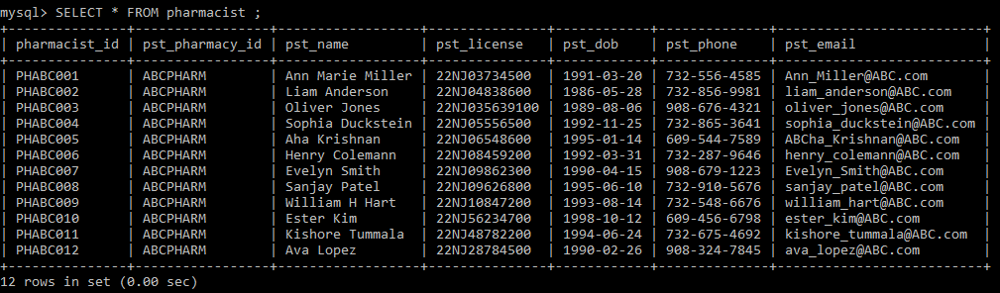 mysql> SELECT * FROM pharmacist ;
+---------------+-----------------+------------------+---------------+------------+--------------+-------------------------+
| pharmacist_id | pst_pharmacy_id | pst_name         | pst_license   | pst_dob    | pst_phone    | pst_email               |
+---------------+-----------------+------------------+---------------+------------+--------------+-------------------------+
| PHABC001      | ABCPHARM        | Ann Marie Miller | 22NJ03734500  | 1991-03-20 | 732-556-4585 | Ann_Miller@ABC.com      |
| PHABC002      | ABCPHARM        | Liam Anderson    | 22NJ04838600  | 1986-05-28 | 732-856-9981 | liam_anderson@ABC.com   |
| PHABC003      | ABCPHARM        | Oliver Jones     | 22NJ035639100 | 1989-08-06 | 908-676-4321 | oliver_jones@ABC.com    |
| PHABC004      | ABCPHARM        | Sophia Duckstein | 22NJ05556500  | 1992-11-25 | 732-865-3641 | sophia_duckstein@ABC.com |
| PHABC005      | ABCPHARM        | Aha Krishnan     | 22NJ06548600  | 1995-01-14 | 609-544-7589 | ABCha_Krishnan@ABC.com  |
| PHABC006      | ABCPHARM        | Henry Colemann   | 22NJ08459200  | 1992-03-31 | 732-287-9646 | henry_colemann@ABC.com  |
| PHABC007      | ABCPHARM        | Evelyn Smith     | 22NJ09862300  | 1990-04-15 | 908-679-1223 | Evelyn_Smith@ABC.com    |
| PHABC008      | ABCPHARM        | Sanjay Patel     | 22NJ09626800  | 1995-06-10 | 732-910-5676 | sanjay_patel@ABC.com    |
| PHABC009      | ABCPHARM        | William H Hart   | 22NJ10847200  | 1993-08-14 | 732-548-6676 | william_hart@ABC.com    |
| PHABC010      | ABCPHARM        | Ester Kim        | 22NJ56234700  | 1998-10-12 | 609-456-6798 | ester_kim@ABC.com       |
| PHABC011      | ABCPHARM        | Kishore Tummala  | 22NJ48782200  | 1994-06-24 | 732-675-4692 | kishore_tummala@ABC.com |
| PHABC012      | ABCPHARM        | Ava Lopez        | 22NJ28784500  | 1990-02-26 | 908-324-7845 | ava_lopez@ABC.com       |
+---------------+-----------------+------------------+---------------+------------+--------------+-------------------------+
12 rows in set (0.00 sec)